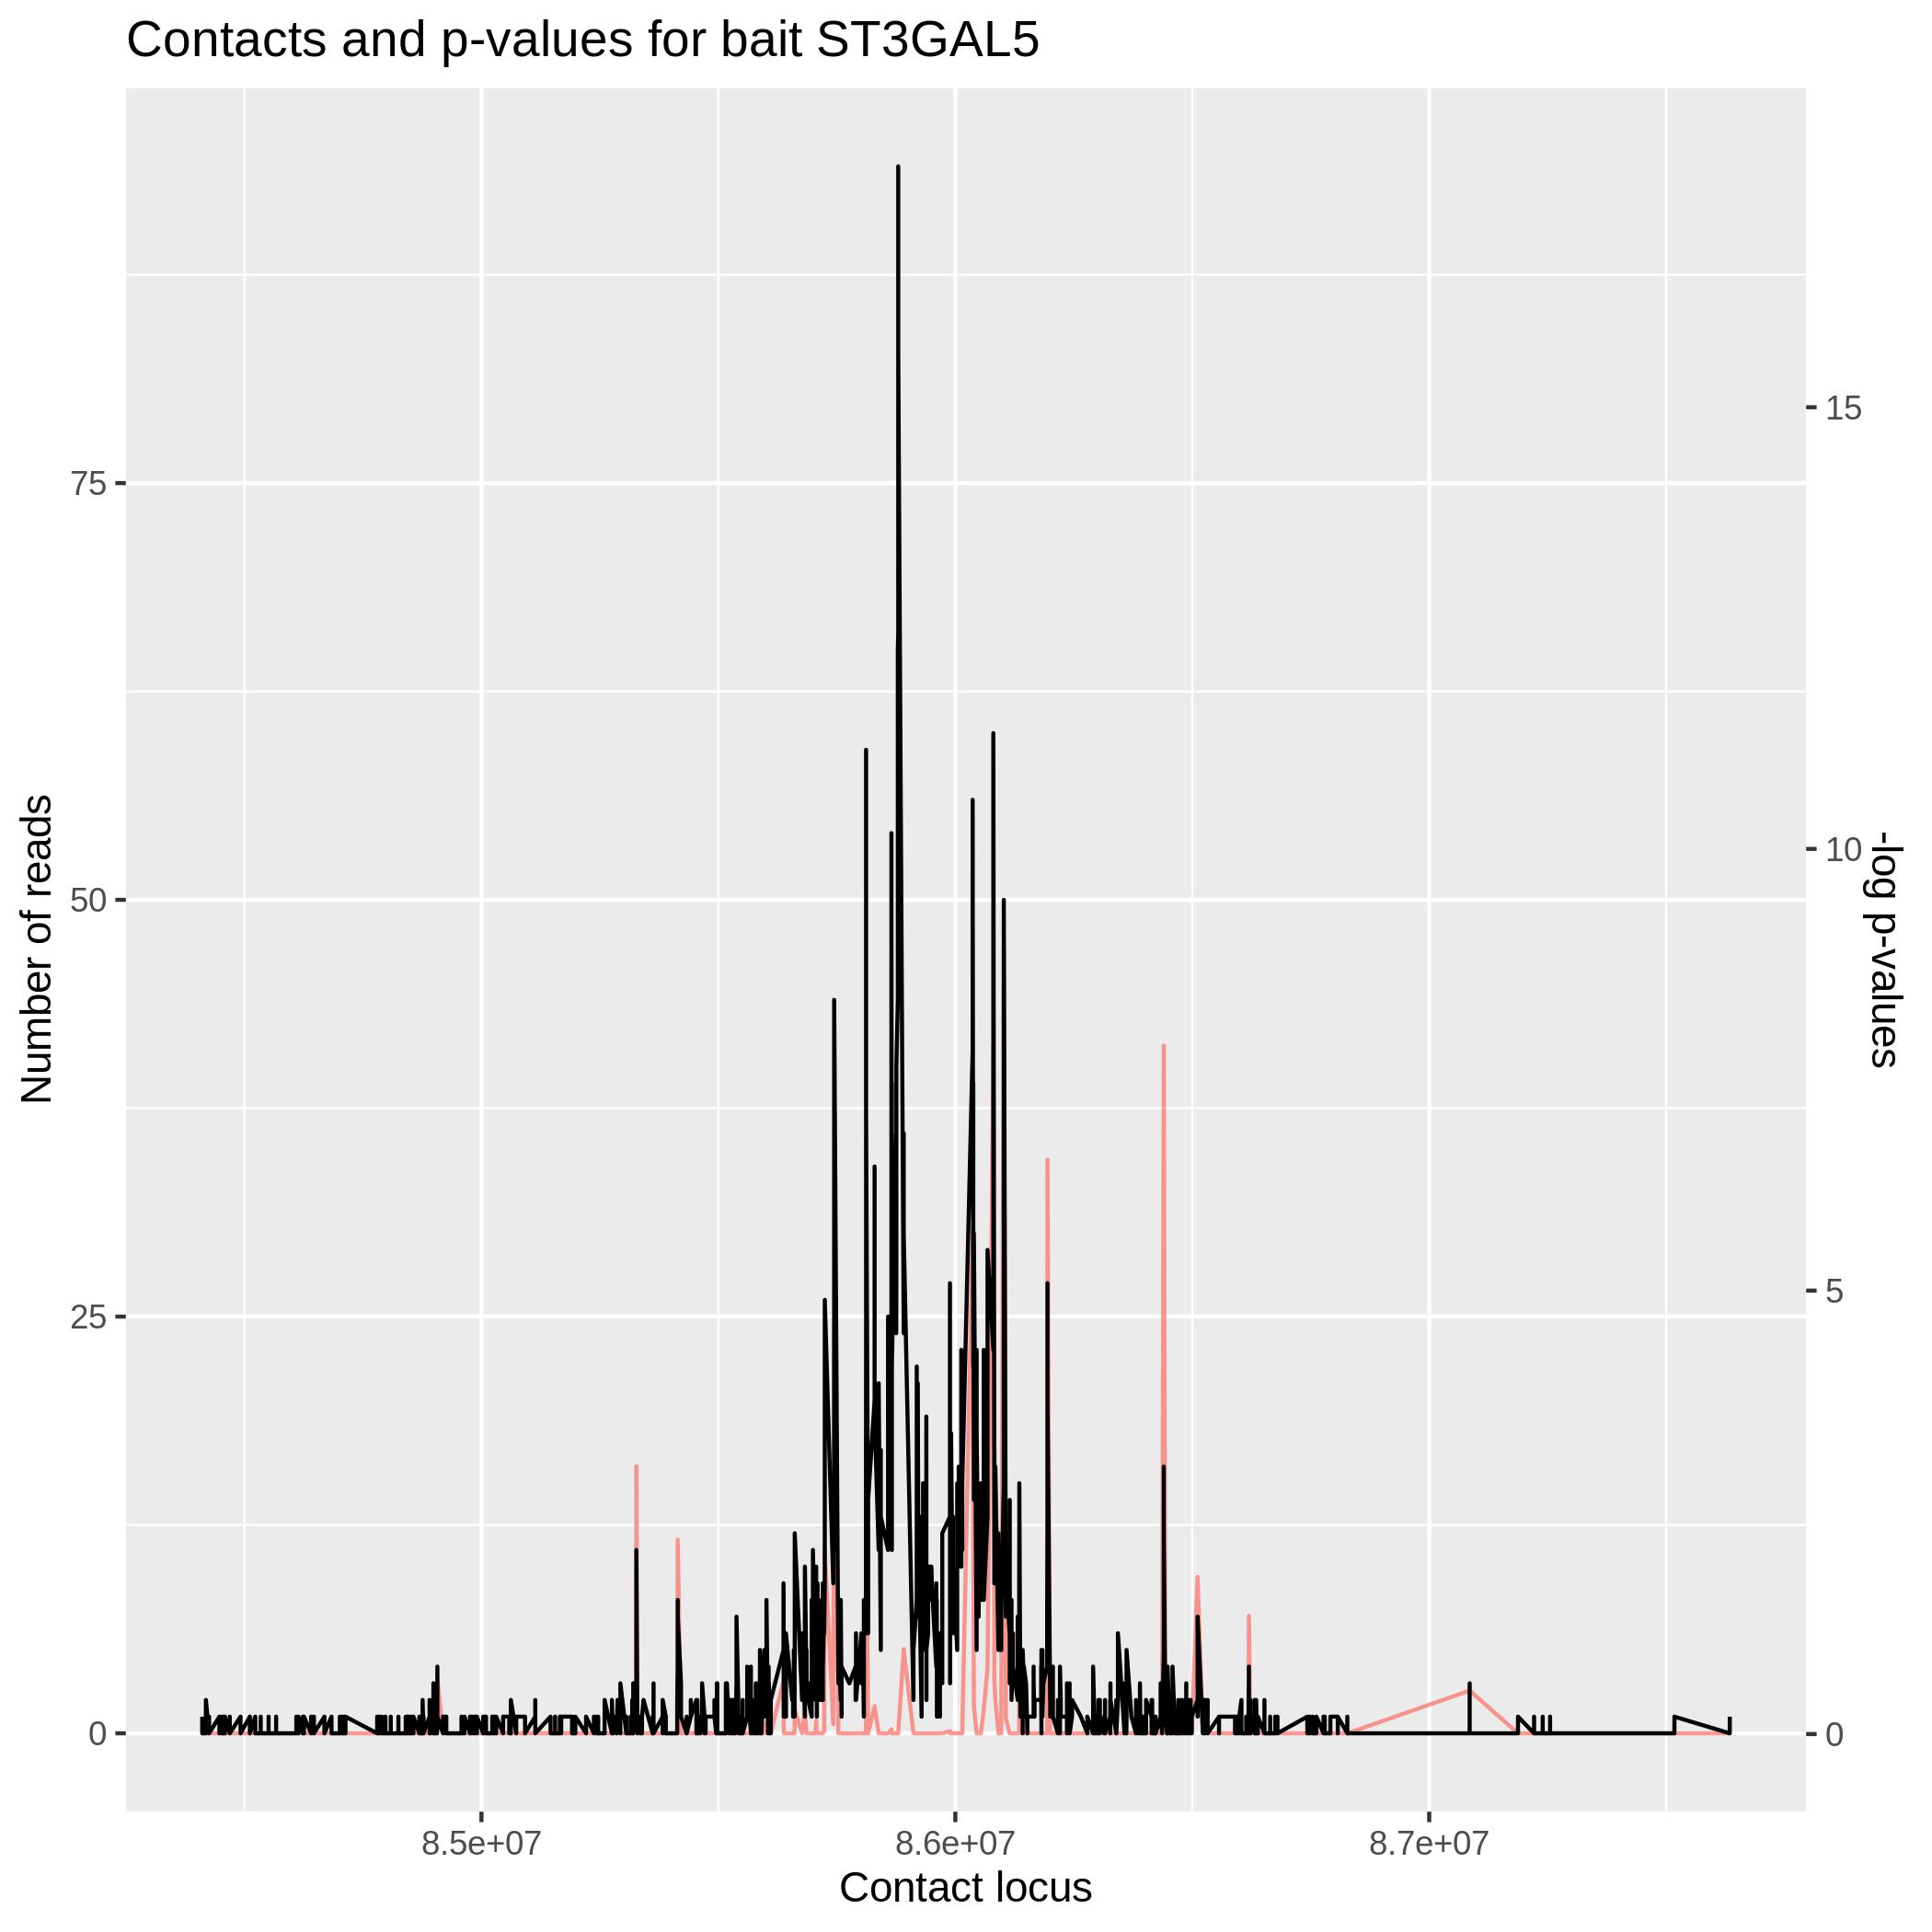 Contacts and p-values for bait ST3GAL5
Number of reads
75
50
25
0
15
10
5
0
-log p-values
8.5e+07
8.6e+07
8.7e+07
Contact locus